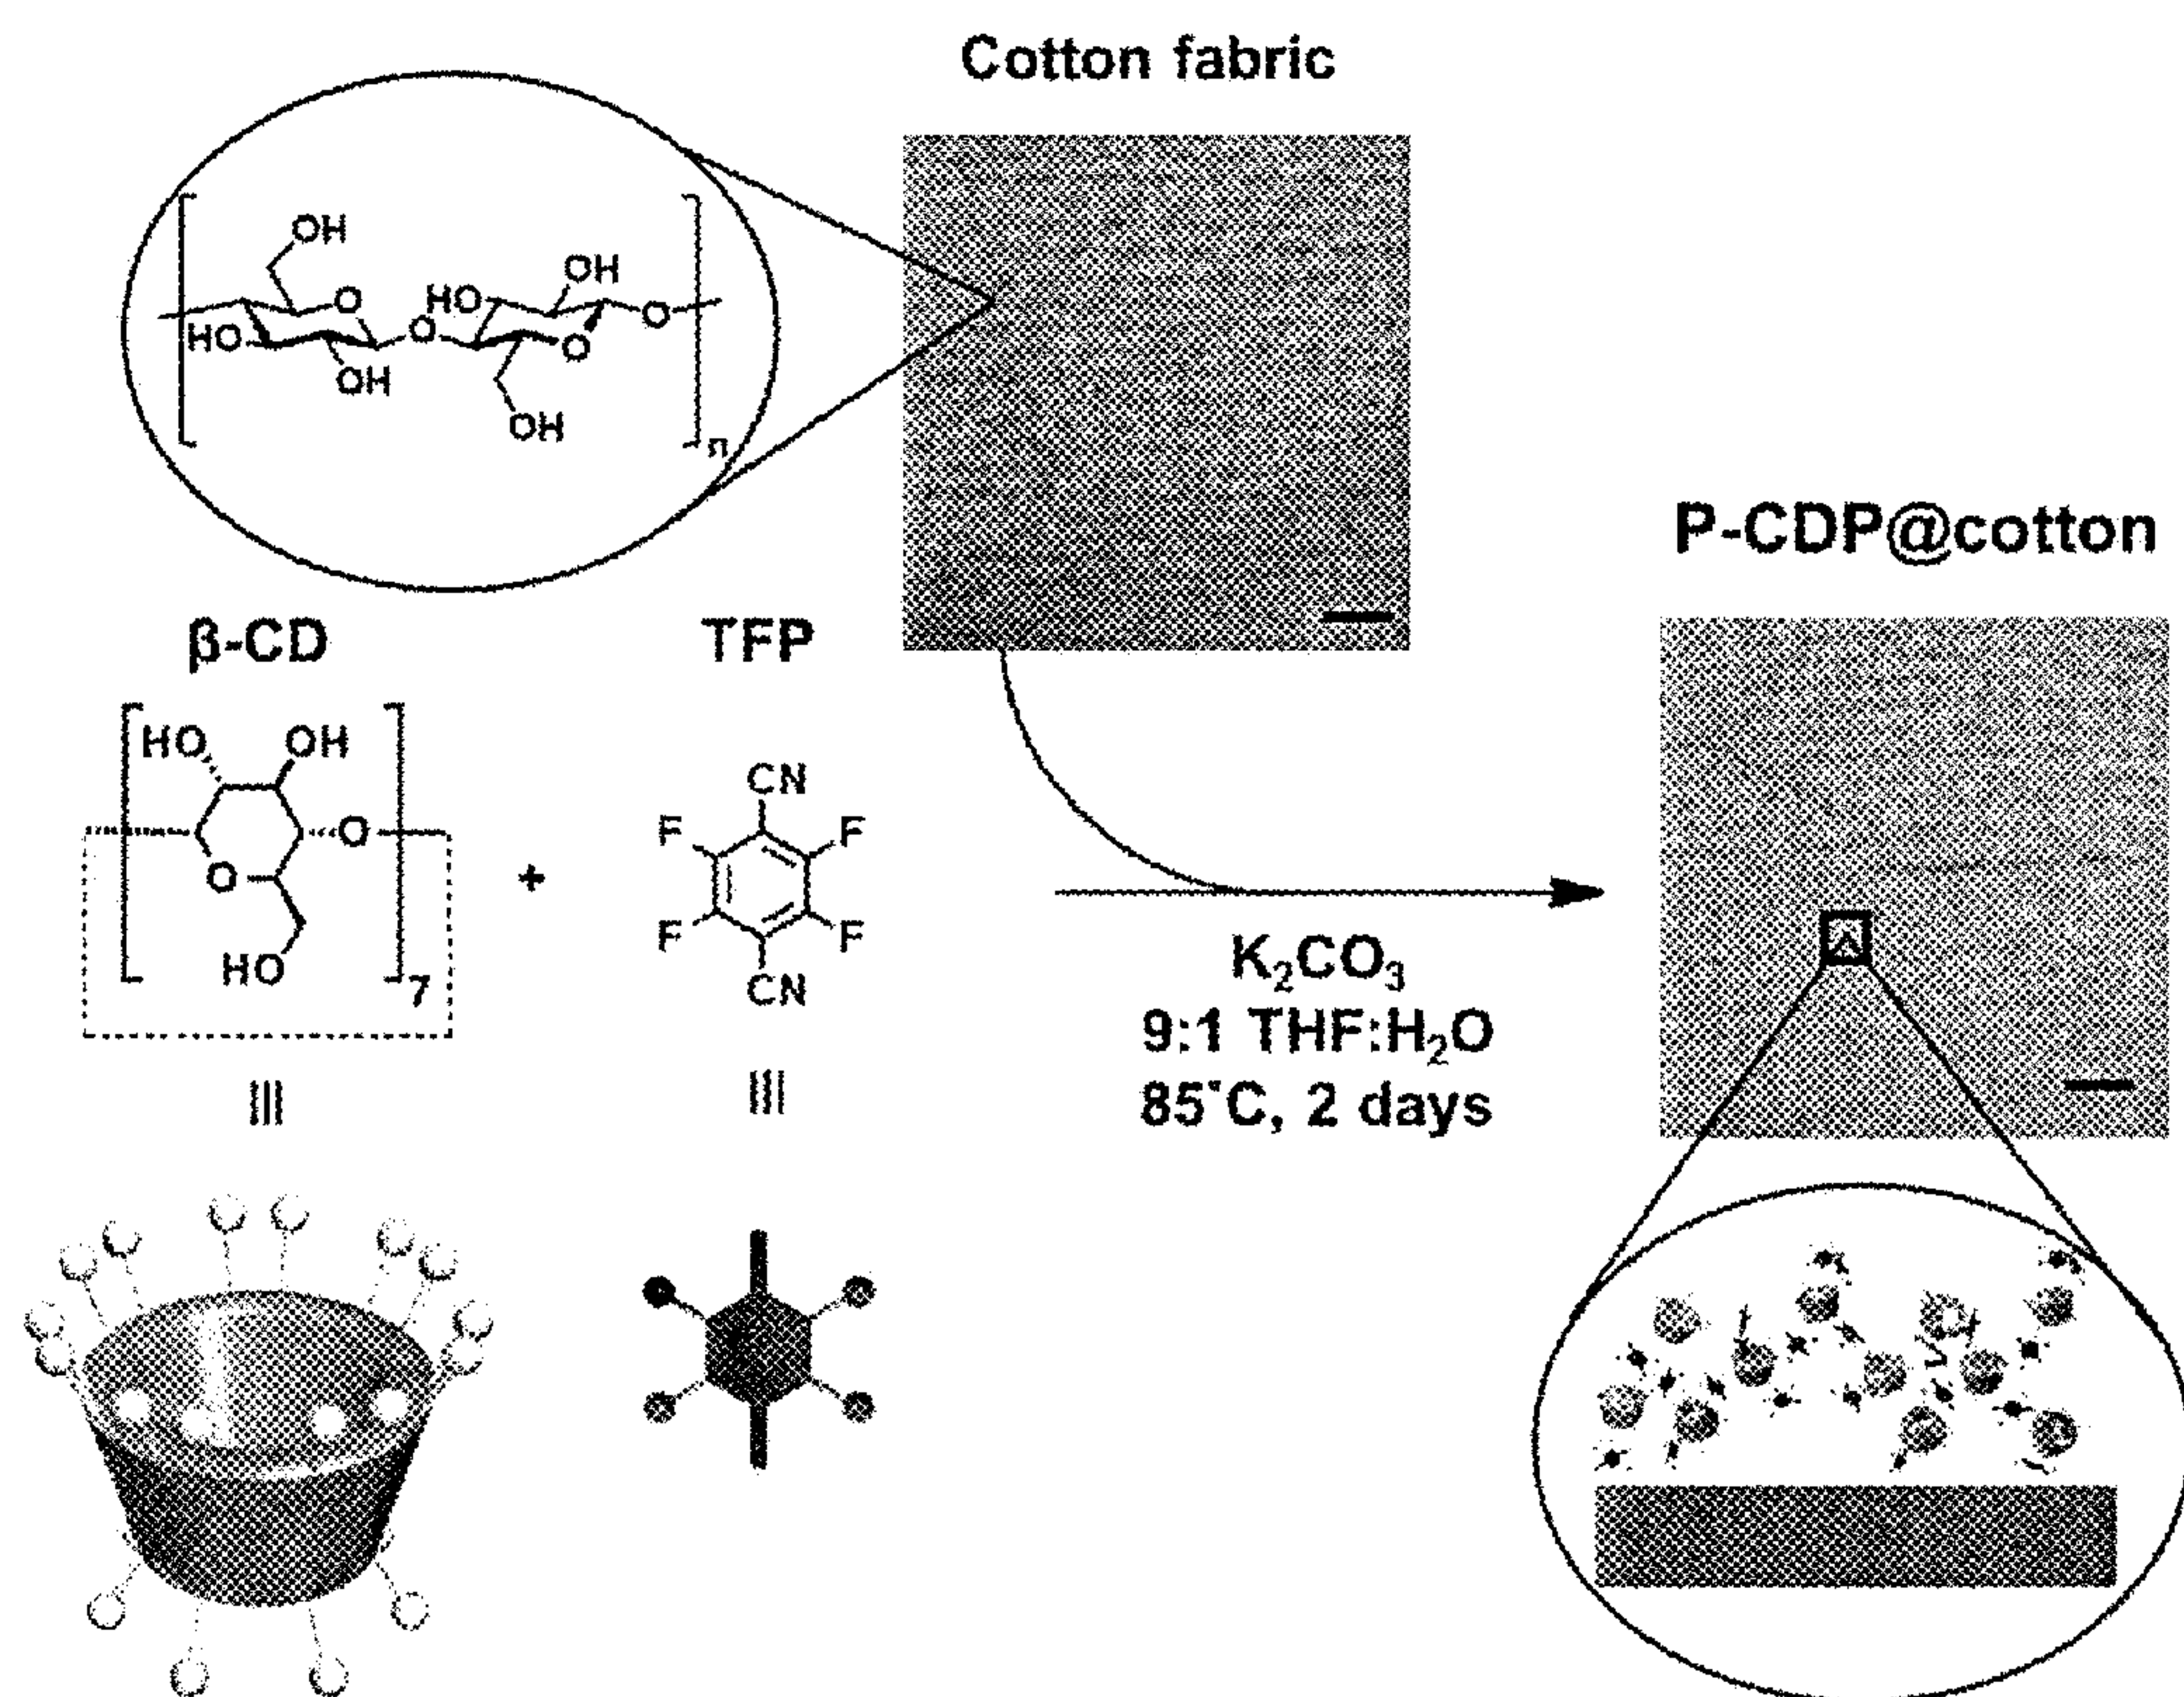 Cotton fabric
OH
OH
HO
O
O
HO
O
O
OH
OH
n
P-CDP@cotton
β-CD
TFP
HO
OH
CN
F
F
O
O
+
F
F
HO
7
CN
K₂CO₃
9:1 THF:H₂O
85°C, 2 days